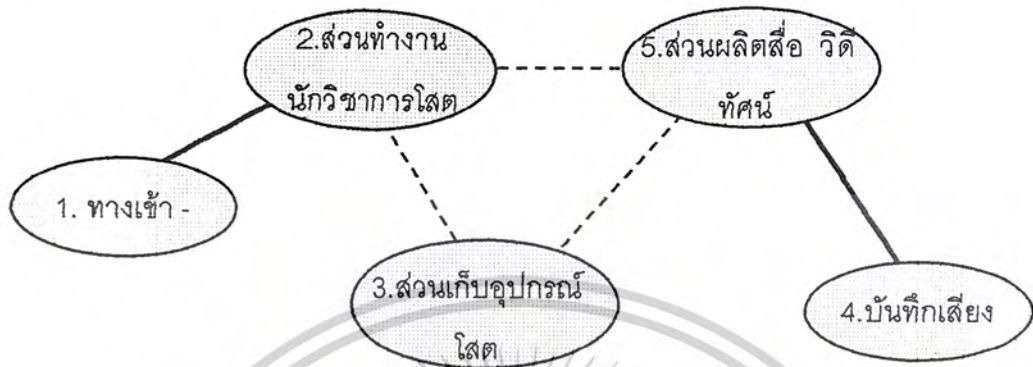 2.ส่วนทำงาน
นักวิชาการโสต
5.ส่วนผลิตสื่อ วิดี
ทัศน์
1. ทางเข้า -
3.ส่วนเก็บอุปกรณ์
โสต
4.บันทึกเสียง